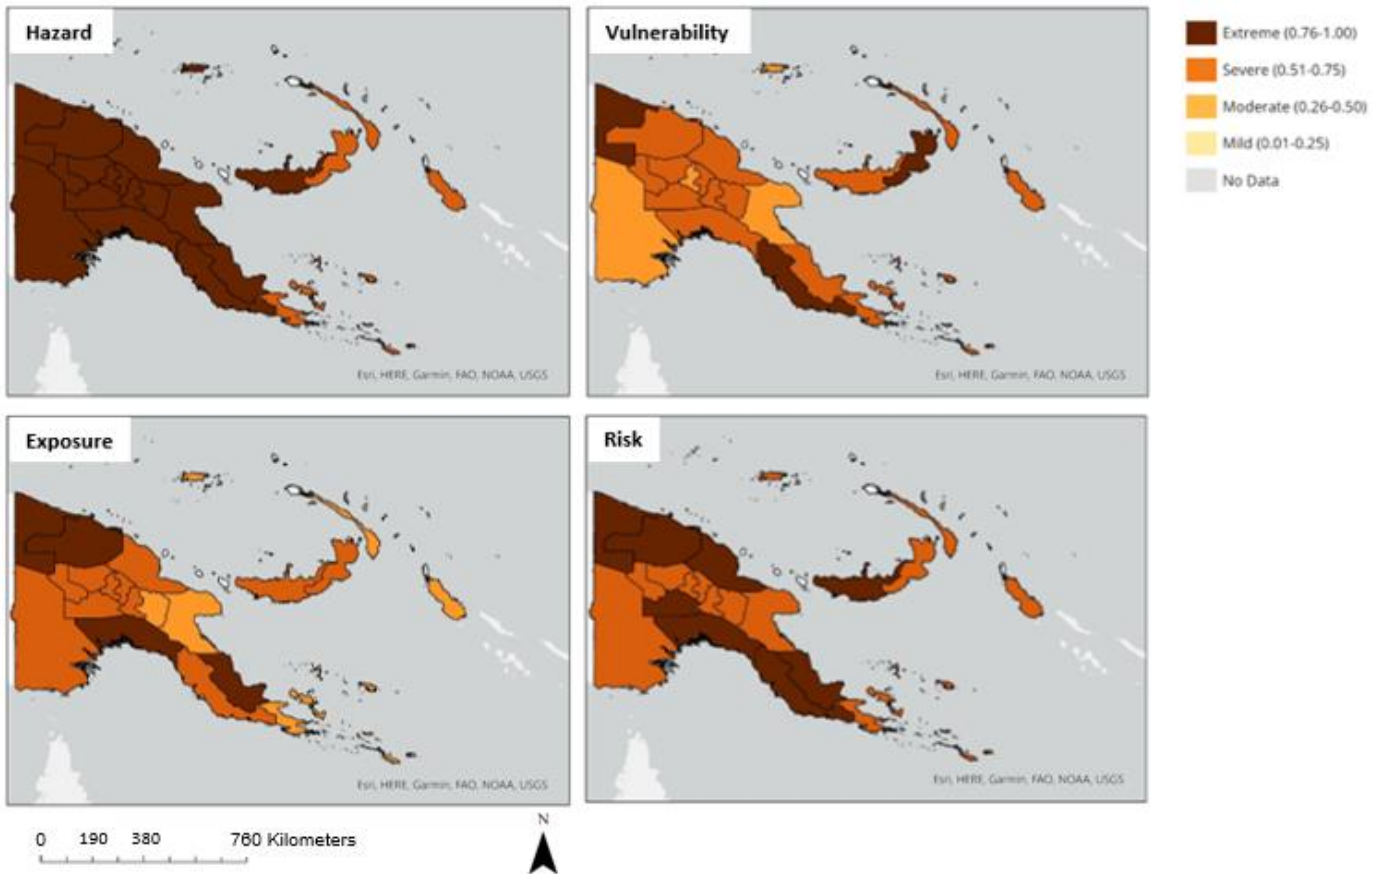 Hazard
Vulnerability
Extreme (0.76-1.00)
Severe (0.51-0.75)
Moderate (0.26-0.50)
Mild (0.01-0.25)
No Data
Esri, HERE, Garmin, FAO, NOAA, USGS
Esri, HERE, Garmin, FAO, NOAA, USGS
Exposure
Risk
Esri, HERE, Garmin, FAO, NOAA, USGS
Esri, HERE, Garmin, FAO, NOAA, USGS
0 190 380 760 Kilometers
N